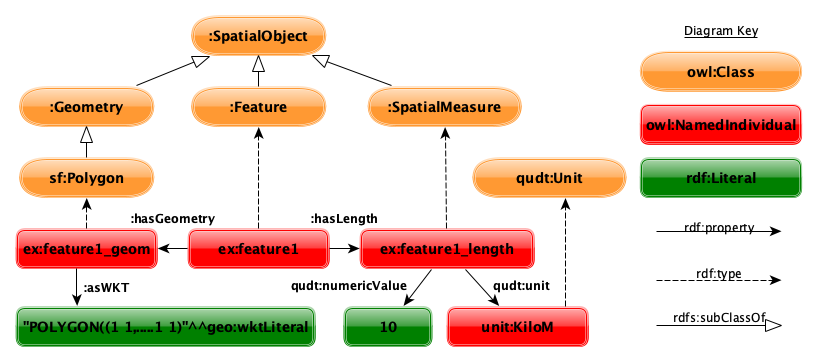 :SpatialObject
Diagram Key
owl:Class
:Geometry
:Feature
:SpatialMeasure
owl:NamedIndividual
sf:Polygon
qudt:Unit
rdf:Literal
:hasGeometry
:hasLength
rdf:property
ex:feature1_geom
ex:feature1
ex:feature1_length
:asWKT
qudt:numericValue
qudt:unit
rdf:type
"POLYGON((1 1,....1 1)"^^geo:wktLiteral
10
unit:KiloM
rdfs:subClassOf